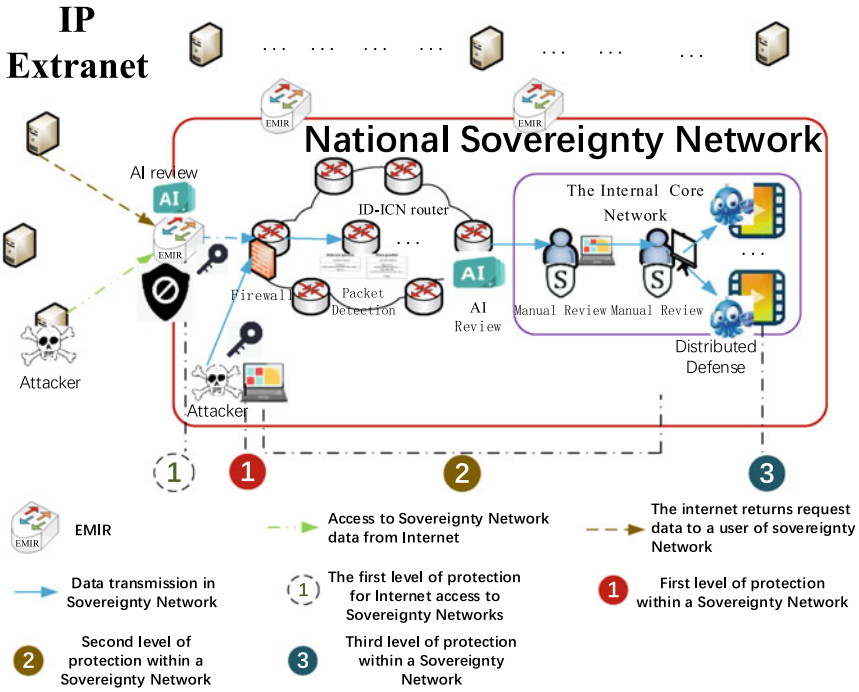 IP
Extranet
... ... ... ... ... ... ...
EMIR
EMIR
National Sovereignty Network
AI review
AI
EMIR
ID-ICN router
...
Firewall
Packet
Detection
AI
AI
Review
The Internal Core
Network
S
S
Manual Review
Manual Review
...
Distributed
Defense
Attacker
Attacker
1
1
2
3
EMIR
EMIR
Access to Sovereignty Network
data from Internet
The internet returns request
data to a user of sovereignty
Network
Data transmission in
Sovereignty Network
1
The first level of protection
for Internet access to
Sovereignty Networks
1
First level of protection
within a Sovereignty Network
2
Second level of
protection within a
Sovereignty Network
3
Third level of protection
within a Sovereignty
Network